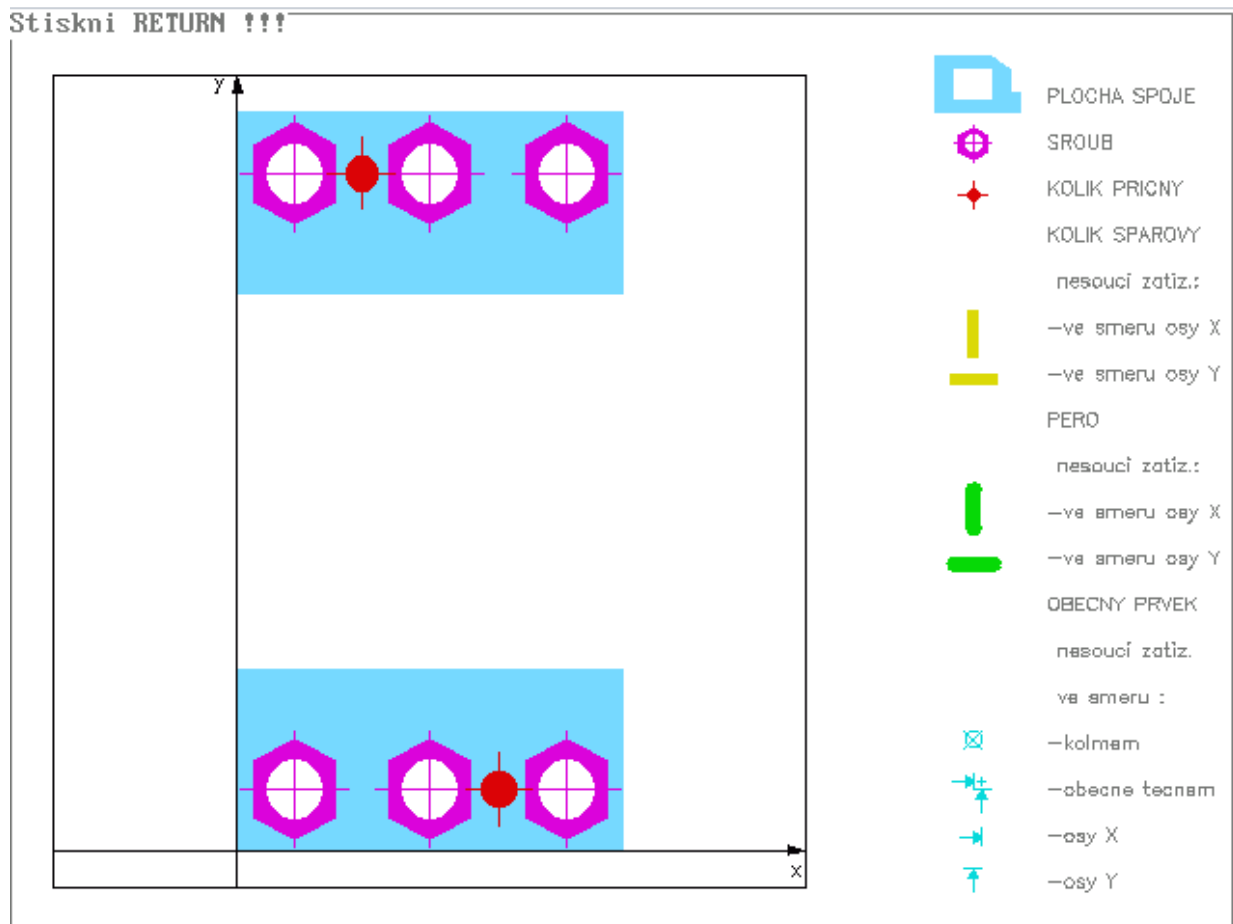 Stiskni RETURN !!!
y
x
PLOCHA SPOJE
SROUB
KOLIK PRICNY
KOLIK SPAROVY
nesouci zatiz.:
-ve smeru osy X
-ve smeru osy Y
PERO
nesouci zatiz.:
-ve smeru osy X
-ve smeru osy Y
OBECNY PRVEK
nesouci zatiz.
ve smeru :
-kolmem
-obecne tecnem
-osy X
-osy Y